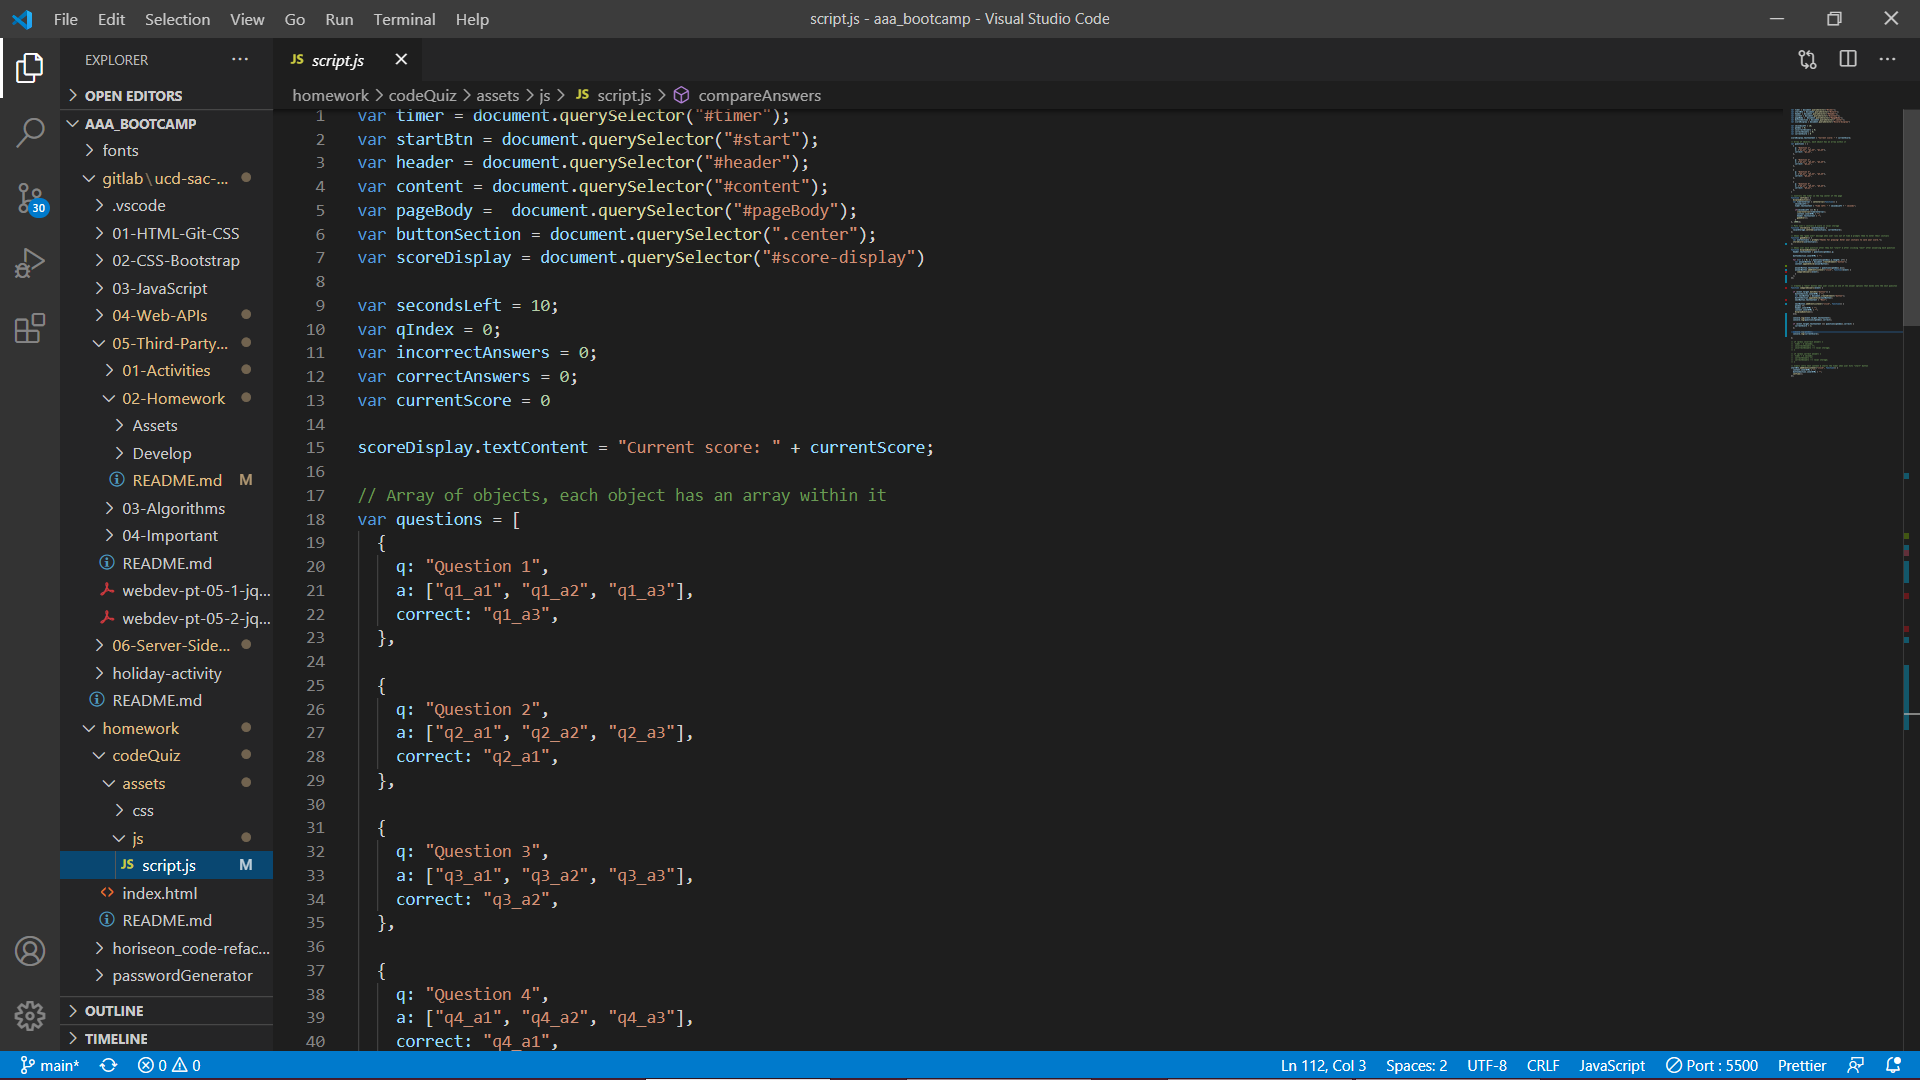 File Edit Selection View Go Run Terminal Help
script.js - aaa_bootcamp - Visual Studio Code
EXPLORER
OPEN EDITORS
AAA_BOOTCAMP
fonts
gitlab\ucd-sac-...
.vscode
01-HTML-Git-CSS
02-CSS-Bootstrap
03-JavaScript
04-Web-APIs
05-Third-Party...
01-Activities
02-Homework
Assets
Develop
README.md M
03-Algorithms
04-Important
README.md
webdev-pt-05-1-jq...
webdev-pt-05-2-jq...
06-Server-Side...
holiday-activity
README.md
homework
codeQuiz
assets
css
js
JS script.js M
index.html
README.md
horiseon_code-refac...
passwordGenerator
OUTLINE
TIMELINE
30
JS script.js
homework > codeQuiz > assets > js > JS script.js > compareAnswers
1 var timer = document.querySelector("#timer");
2 var startBtn = document.querySelector("#start");
3 var header = document.querySelector("#header");
4 var content = document.querySelector("#content");
5 var pageBody =  document.querySelector("#pageBody");
6 var buttonSection = document.querySelector(".center");
7 var scoreDisplay = document.querySelector("#score-display")
8
9 var secondsLeft = 10;
10 var qIndex = 0;
11 var incorrectAnswers = 0;
12 var correctAnswers = 0;
13 var currentScore = 0
14
15 scoreDisplay.textContent = "Current score: " + currentScore;
16
17 // Array of objects, each object has an array within it
18 var questions = [
19 {
20 q: "Question 1",
21 a: ["q1_a1", "q1_a2", "q1_a3"],
22 correct: "q1_a3",
23 },
24
25 {
26 q: "Question 2",
27 a: ["q2_a1", "q2_a2", "q2_a3"],
28 correct: "q2_a1",
29 },
30
31 {
32 q: "Question 3",
33 a: ["q3_a1", "q3_a2", "q3_a3"],
34 correct: "q3_a2",
35 },
36
37 {
38 q: "Question 4",
39 a: ["q4_a1", "q4_a2", "q4_a3"],
40 correct: "q4_a1",
main* 0 0 Ln 112, Col 3 Spaces: 2 UTF-8 CRLF JavaScript Port : 5500 Prettier